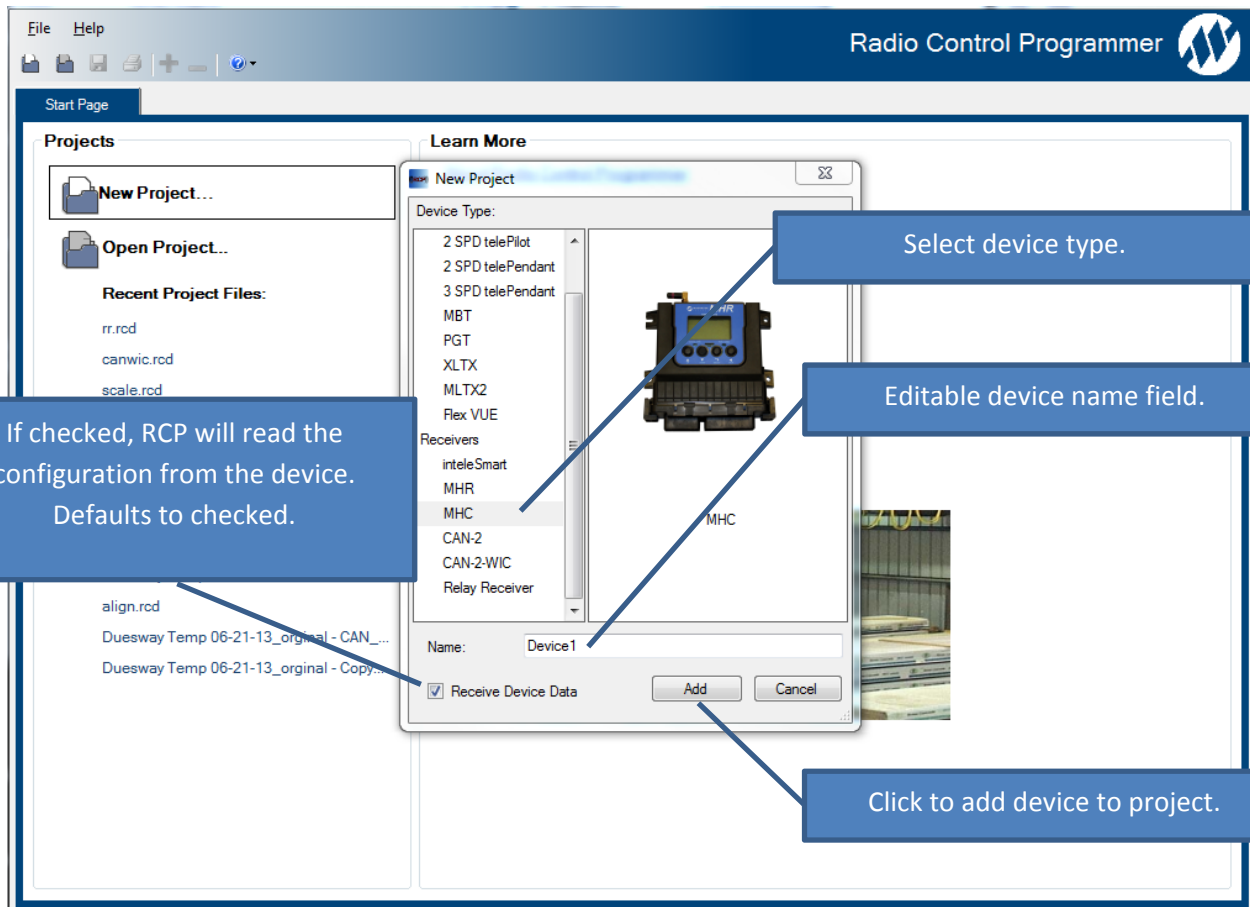 File Help
Radio Control Programmer
Start Page
Projects
New Project...
Open Project...
Recent Project Files:
rr.rcd
canwic.rcd
scale.rcd
align.rcd
Duesway Temp 06-21-13_orginal - CAN_...
Duesway Temp 06-21-13_orginal - Copy...
If checked, RCP will read the
configuration from the device.
Defaults to checked.
Learn More
New Project
Device Type:
2 SPD telePilot
2 SPD telePendant
3 SPD telePendant
MBT
PGT
XLTX
MLTX2
Flex VUE
Receivers
inteleSmart
MHR
MHC
CAN-2
CAN-2-WIC
Relay Receiver
MHR
MHC
Name: Device1
Receive Device Data
Add
Cancel
Select device type.
Editable device name field.
Click to add device to project.